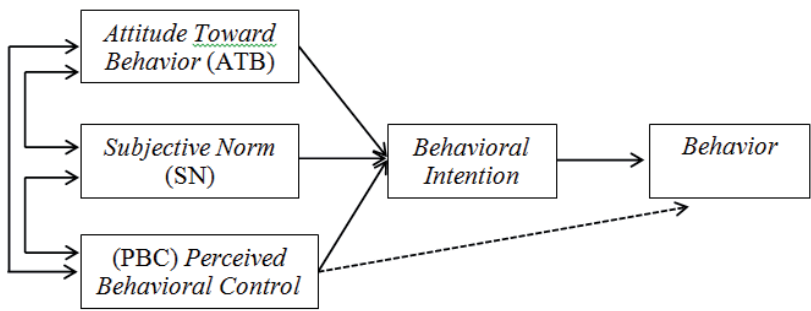 Attitude Toward
Behavior (ATB)
Subjective Norm
(SN)
(PBC) Perceived
Behavioral Control
Behavioral
Intention
Behavior